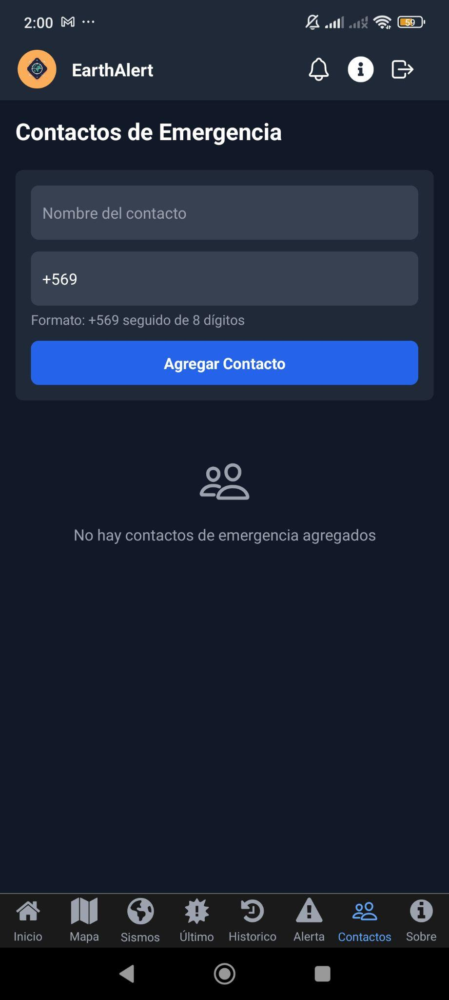 2:00
59
EarthAlert
Contactos de Emergencia
Nombre del contacto
+569
Formato: +569 seguido de 8 dígitos
Agregar Contacto
No hay contactos de emergencia agregados
Inicio
Mapa
Sismos
Último
Historico
Alerta
Contactos
Sobre